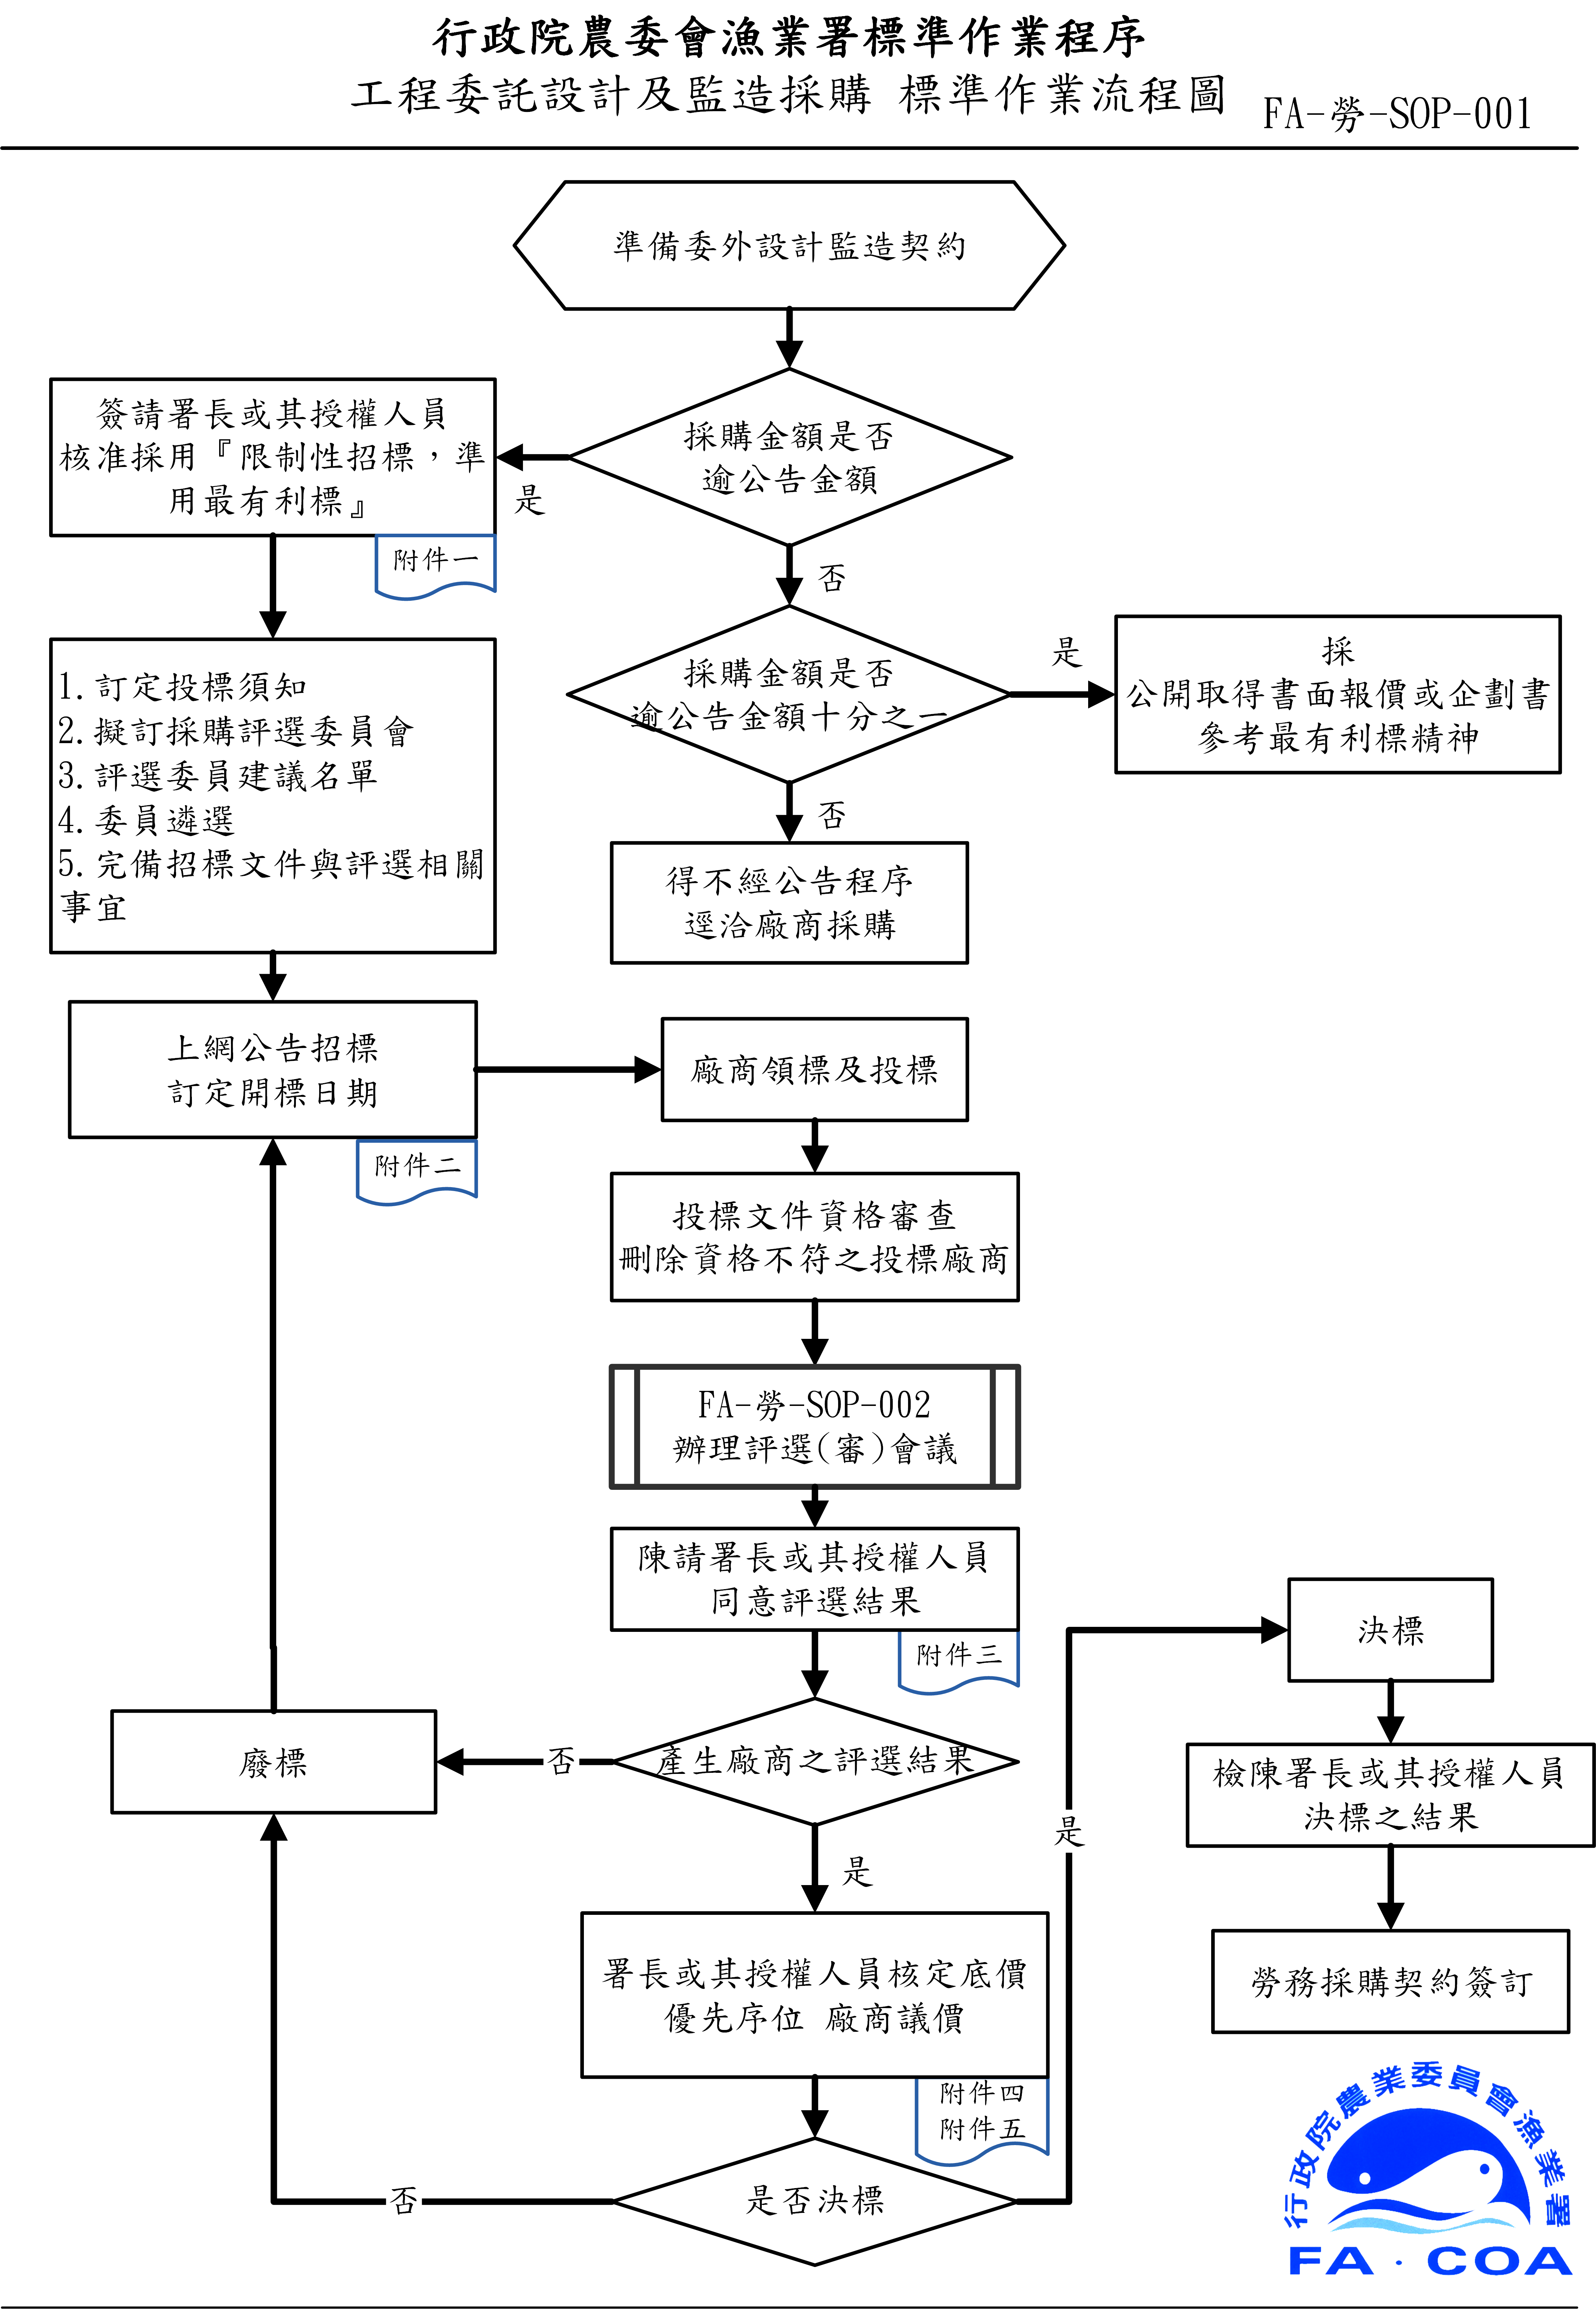 行政院農委會漁業署標準作業程序
工程委託設計及監造採購 標準作業流程圖
FA-勞-SOP-001
準備委外設計監造契約
採購金額是否
逾公告金額
是
簽請署長或其授權人員
核准採用『限制性招標，準
用最有利標』
附件一
否
採購金額是否
逾公告金額十分之一
是
採
公開取得書面報價或企劃書
參考最有利標精神
否
得不經公告程序
逕洽廠商採購
1.訂定投標須知
2.擬訂採購評選委員會
3.評選委員建議名單
4.委員遴選
5.完備招標文件與評選相關
事宜
上網公告招標
訂定開標日期
附件二
廠商領標及投標
投標文件資格審查
刪除資格不符之投標廠商
FA-勞-SOP-002
辦理評選(審)會議
陳請署長或其授權人員
同意評選結果
附件三
產生廠商之評選結果
否
廢標
是
署長或其授權人員核定底價
優先序位 廠商議價
附件四
附件五
是否決標
否
是
決標
檢陳署長或其授權人員
決標之結果
勞務採購契約簽訂
行政院農業委員會漁業署
FA·COA